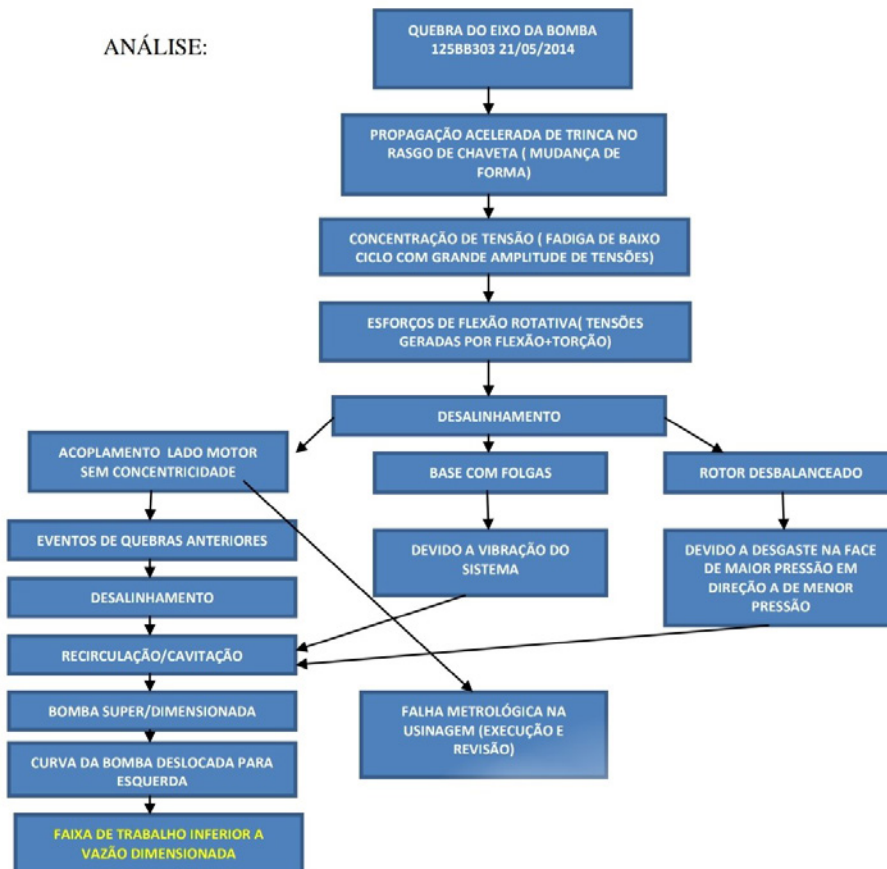 ANÁLISE:
QUEBRA DO EIXO DA BOMBA
125BB303 21/05/2014
PROPAGAÇÃO ACELERADA DE TRINCA NO
RASGO DE CHAVETA ( MUDANÇA DE
FORMA)
CONCENTRAÇÃO DE TENSÃO ( FADIGA DE BAIXO
CICLO COM GRANDE AMPLITUDE DE TENSÕES)
ESFORÇOS DE FLEXÃO ROTATIVA( TENSÕES
GERADAS POR FLEXÃO+TORÇÃO)
DESALINHAMENTO
ACOPLAMENTO LADO MOTOR
SEM CONCENTRICIDADE
BASE COM FOLGAS
ROTOR DESBALANCEADO
EVENTOS DE QUEBRAS ANTERIORES
DEVIDO A VIBRAÇÃO DO
SISTEMA
DEVIDO A DESGASTE NA FACE
DE MAIOR PRESSÃO EM
DIREÇÃO A DE MENOR
PRESSÃO
DESALINHAMENTO
RECIRCULAÇÃO/CAVITAÇÃO
BOMBA SUPER/DIMENSIONADA
FALHA METROLÓGICA NA
USINAGEM (EXECUÇÃO E
REVISÃO)
CURVA DA BOMBA DESLOCADA PARA
ESQUERDA
FAIXA DE TRABALHO INFERIOR A
VAZÃO DIMENSIONADA